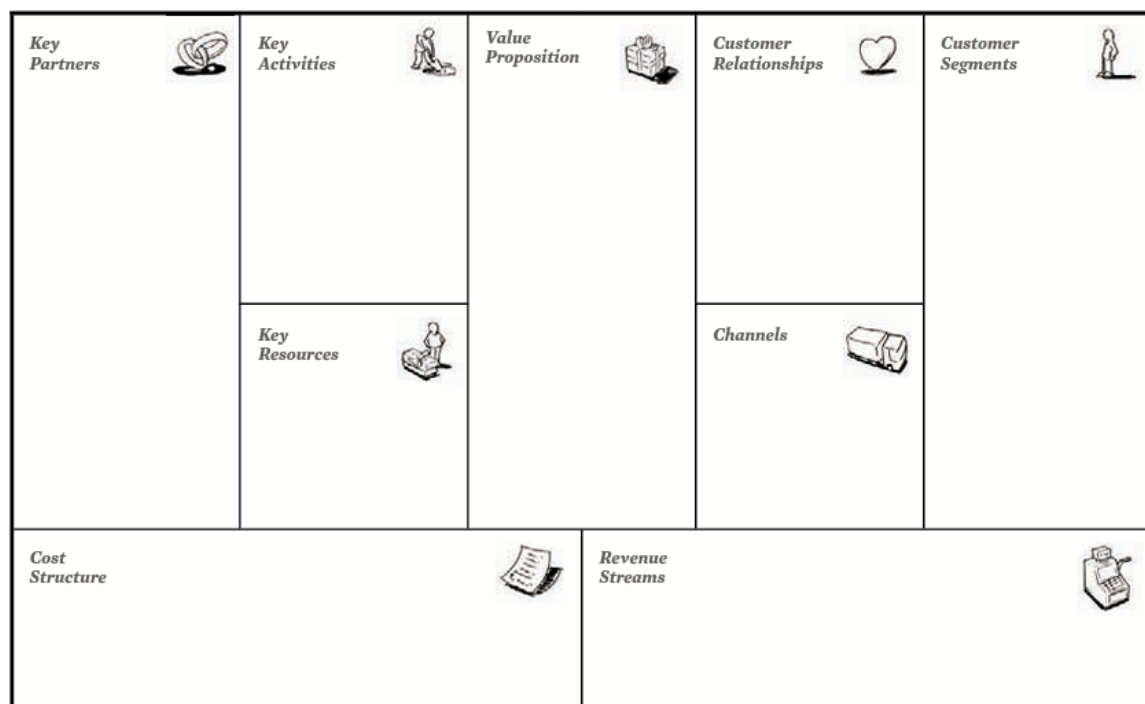 Key
Partners
Key
Activities
Value
Proposition
Customer
Relationships
Customer
Segments
Key
Resources
Channels
Cost
Structure
Revenue
Streams